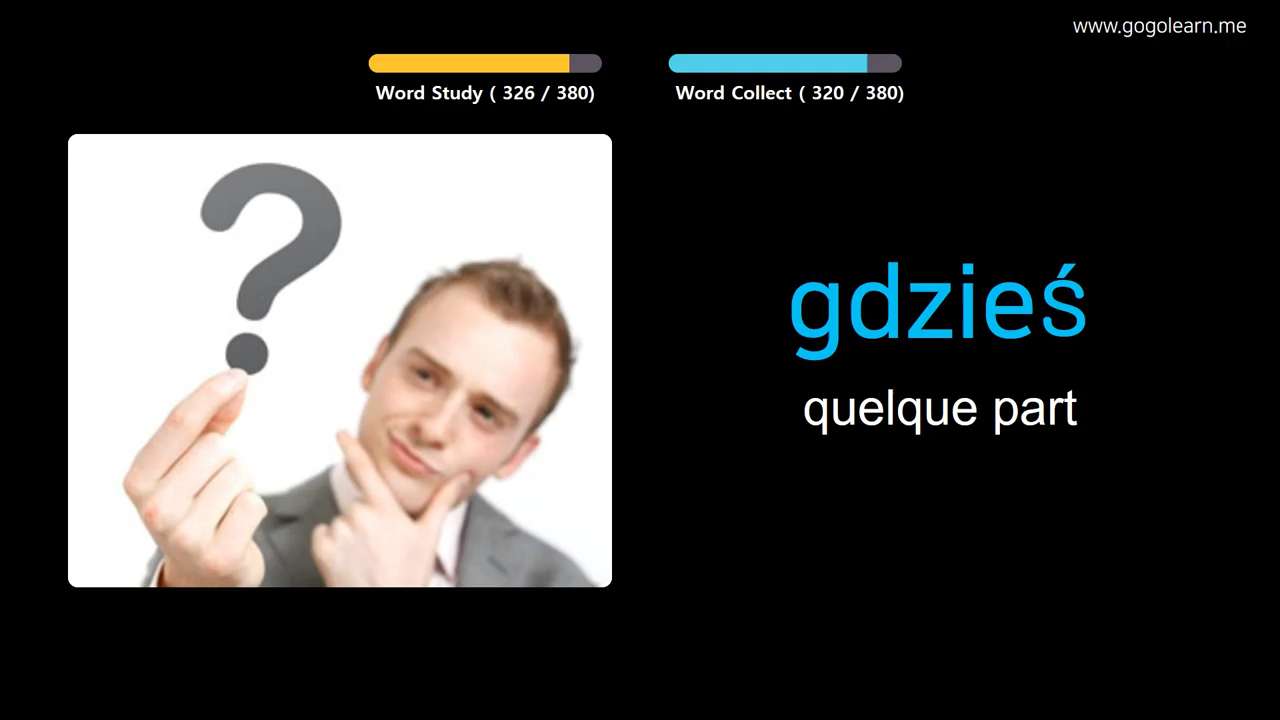 www.gogolearn.me
Word Study ( 326 / 380)
Word Collect ( 320 / 380)
?
gdzieś
quelque part